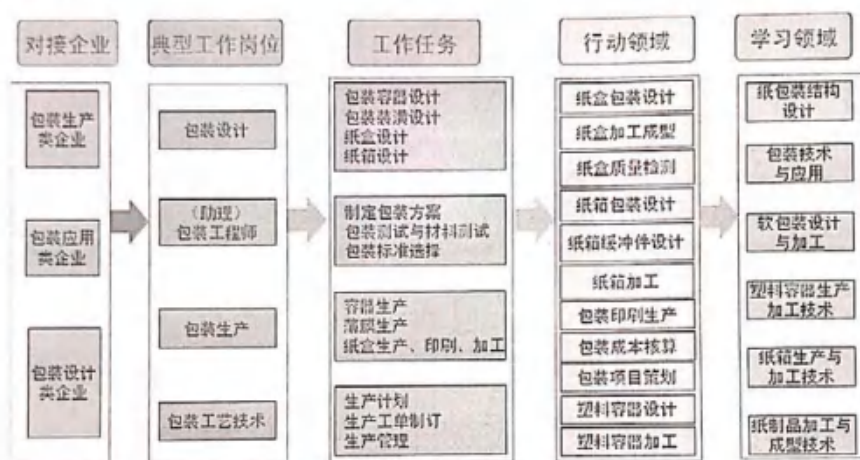 对接企业
典型工作岗位
工作任务
行动领域
学习领域
包装生产
类企业
包装应用
类企业
包装设计
类企业
包装设计
（助理）
包装工程师
包装生产
包装工艺技术
包装容器设计
包装装潢设计
纸盒设计
纸箱设计
制定包装方案
包装测试与材料测试
包装标准选择
容器生产
薄膜生产
纸盒生产、印刷、加工
生产计划
生产工单制订
生产管理
纸盒包装设计
纸盒加工成型
纸盒质量检测
纸箱包装设计
纸箱缓冲件设计
纸箱加工
包装印刷生产
包装成本核算
包装项目策划
塑料容器设计
塑料容器加工
纸包装结构
设计
包装技术
与应用
软包装设计
与加工
塑料容器生产
加工技术
纸箱生产与
加工技术
纸制品加工与
成型技术